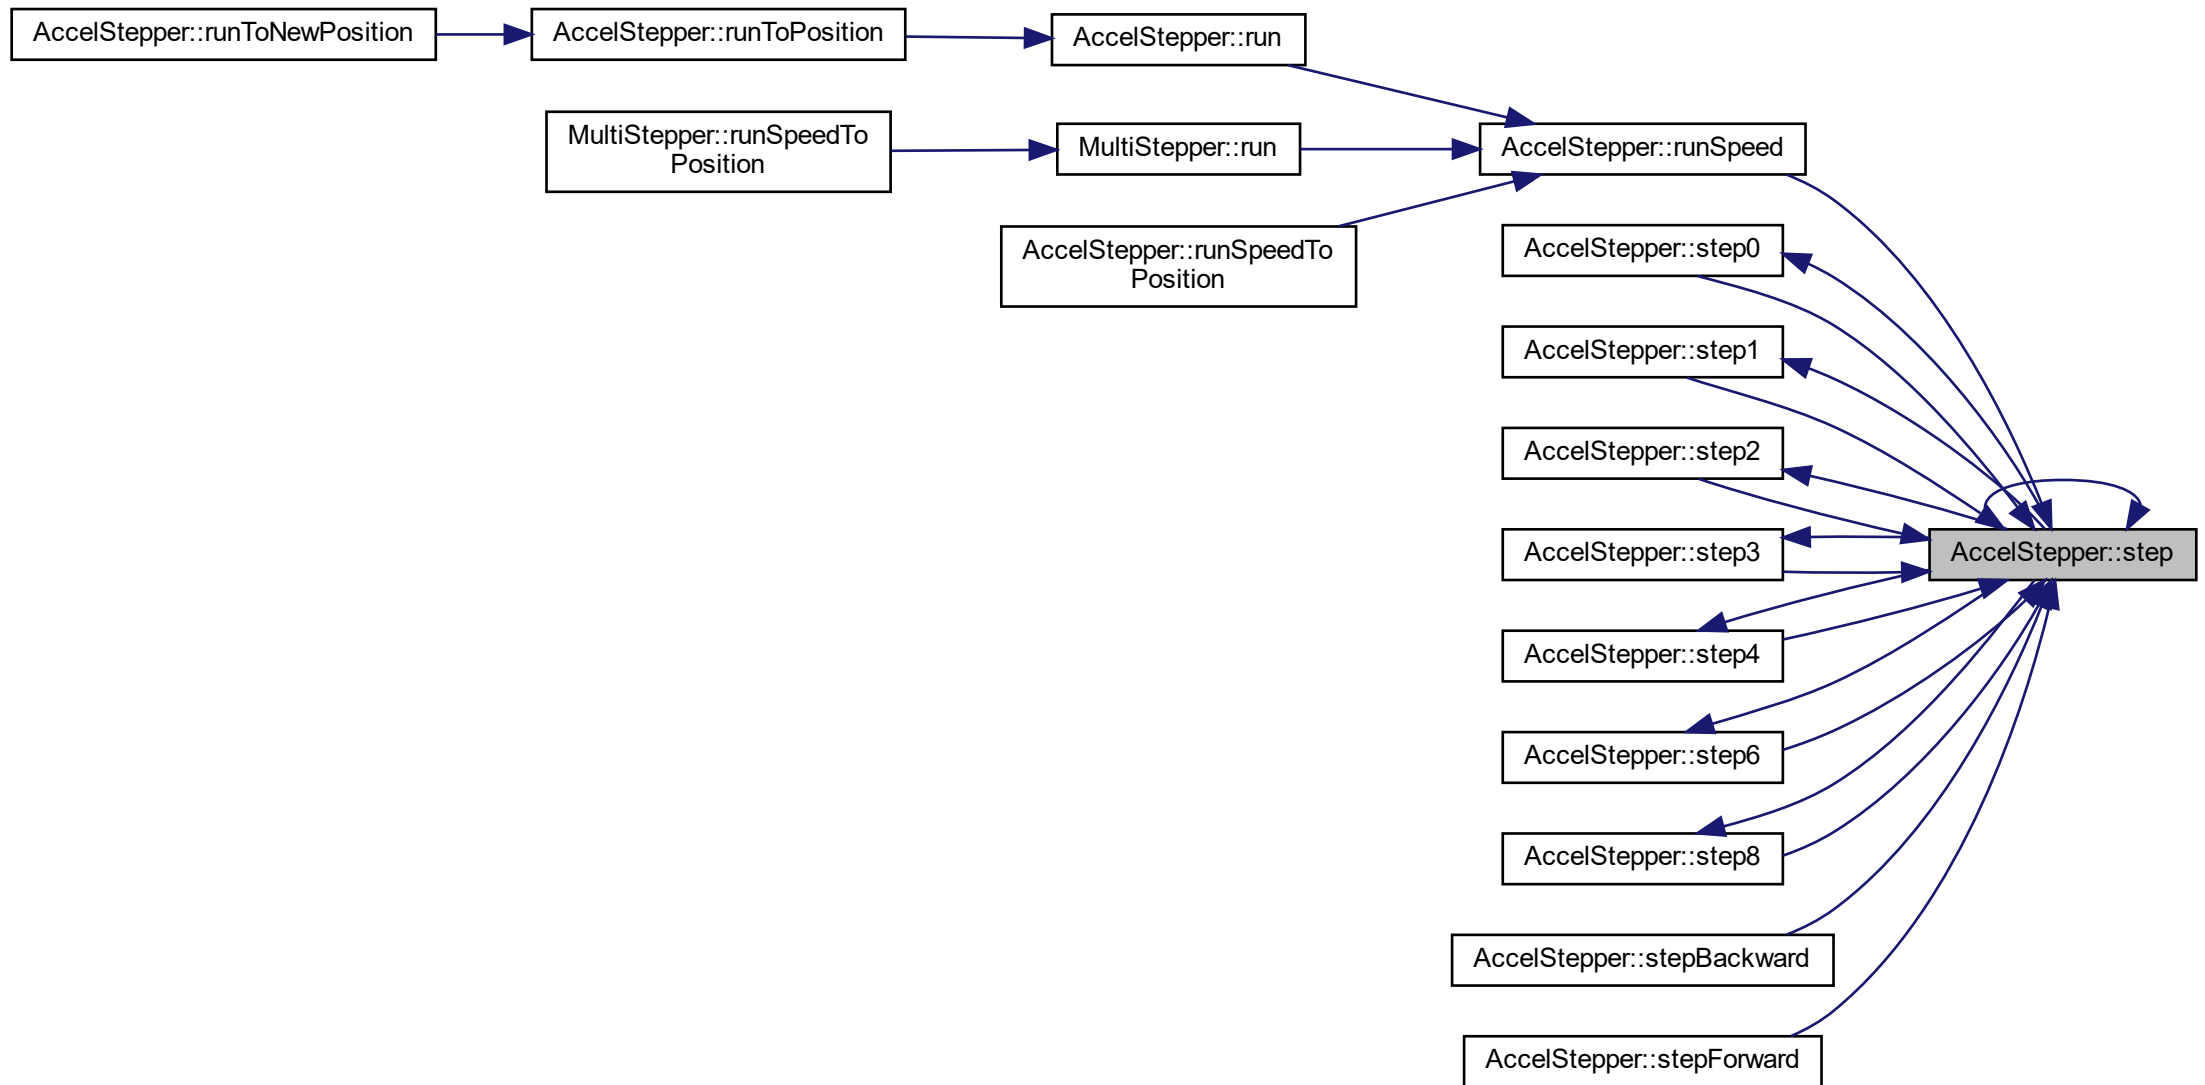 AccelStepper::runToNewPosition
AccelStepper::runToPosition
AccelStepper::run
MultiStepper::runSpeedTo
Position
MultiStepper::run
AccelStepper::runSpeed
AccelStepper::runSpeedTo
Position
AccelStepper::step0
AccelStepper::step1
AccelStepper::step2
AccelStepper::step3
AccelStepper::step
AccelStepper::step4
AccelStepper::step6
AccelStepper::step8
AccelStepper::stepBackward
AccelStepper::stepForward